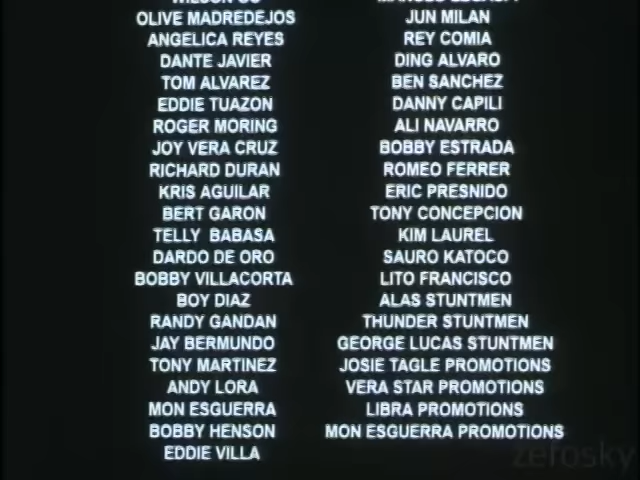 OLIVE MADREDEJOS
ANGELICA REYES
DANTE JAVIER
TOM ALVAREZ
EDDIE TUAZON
ROGER MORING
JOY VERA CRUZ
RICHARD DURAN
KRIS AGUILAR
BERT GARON
TELLY BABASA
DARDO DE ORO
BOBBY VILLACORTA
BOY DIAZ
RANDY GANDAN
JAY BERMUNDO
TONY MARTINEZ
ANDY LORA
MON ESGUERRA
BOBBY HENSON
EDDIE VILLA
JUN MILAN
REY COMIA
DING ALVARO
BEN SANCHEZ
DANNY CAPILI
ALI NAVARRO
BOBBY ESTRADA
ROMEO FERRER
ERIC PRESNIDO
TONY CONCEPCION
KIM LAUREL
SAURO KATOCO
LITO FRANCISCO
ALAS STUNTMEN
THUNDER STUNTMEN
GEORGE LUCAS STUNTMEN
JOSIE TAGLE PROMOTIONS
VERA STAR PROMOTIONS
LIBRA PROMOTIONS
MON ESGUERRA PROMOTIONS
zefosky